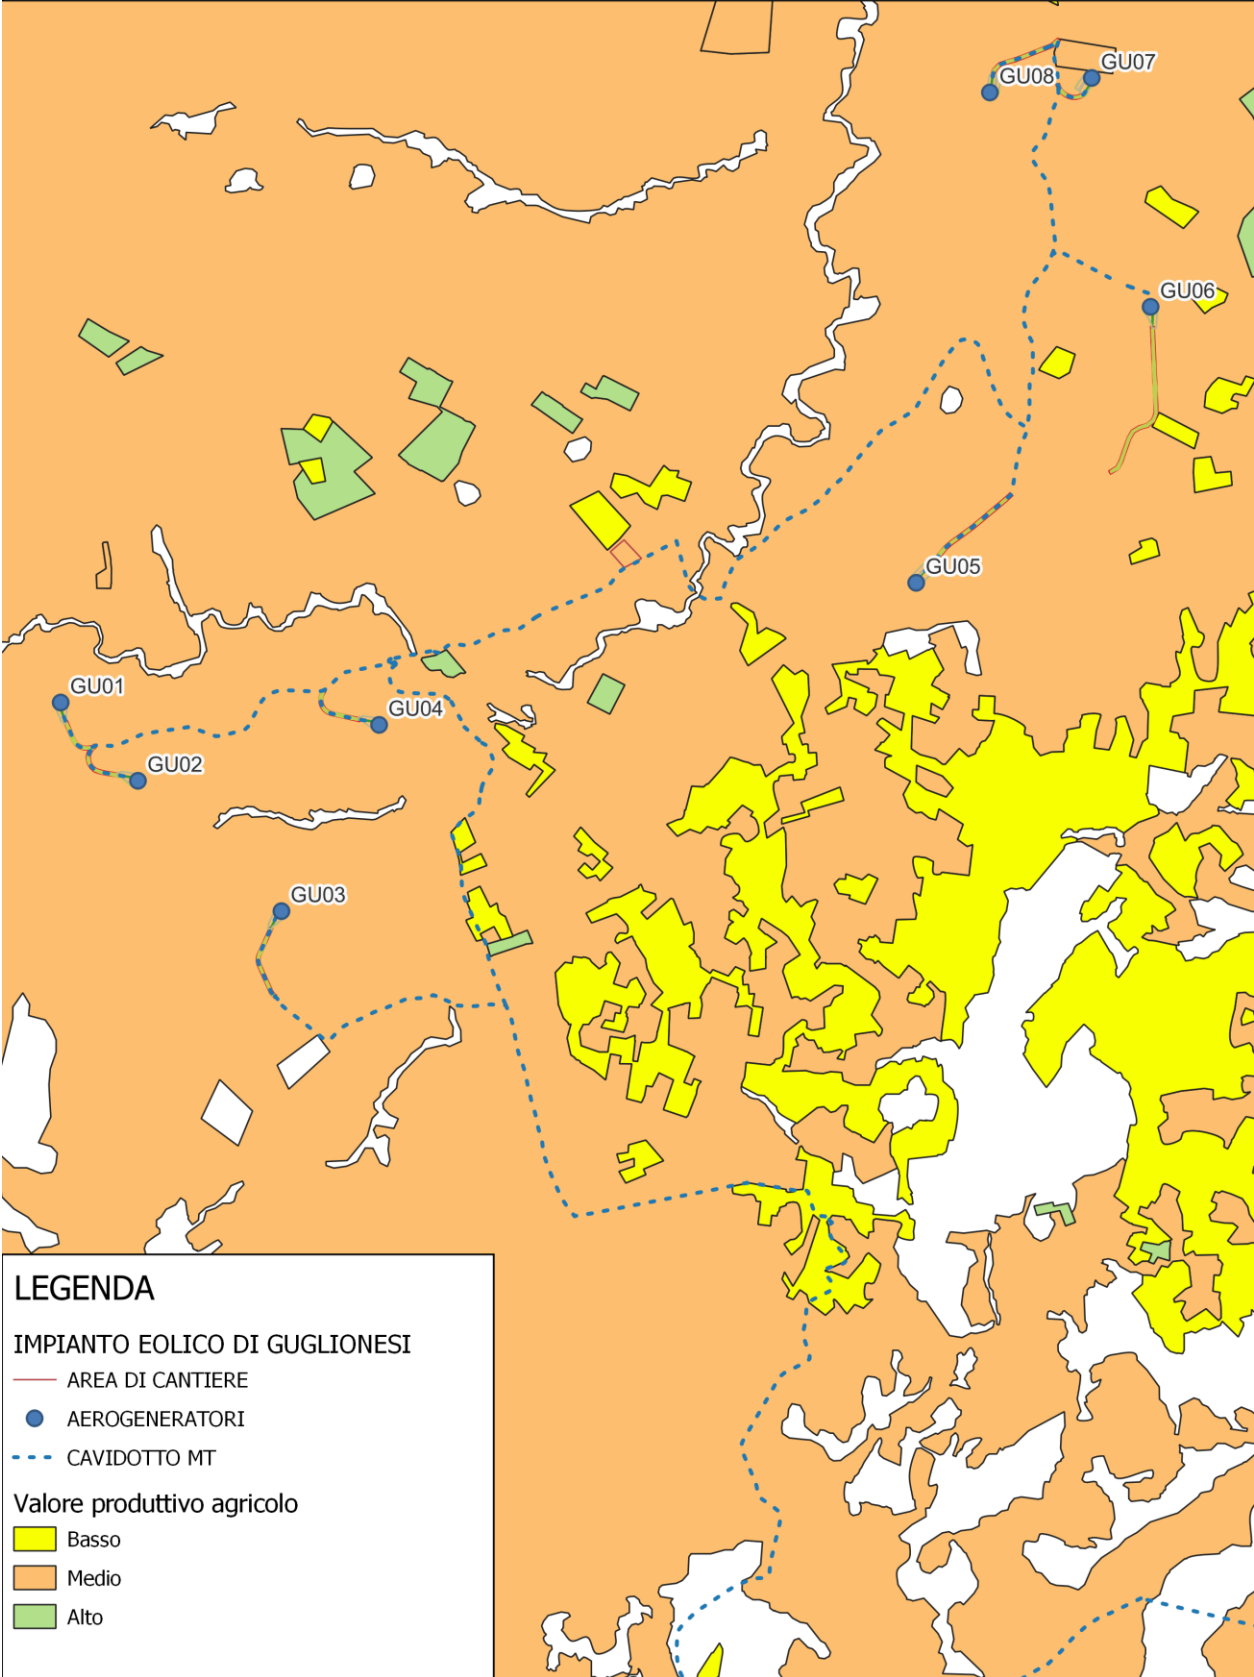 GU07
GU08
GU06
GU05
GU01
GU04
GU02
GU03
LEGENDA
IMPIANTO EOLICO DI GUGLIONESI
AREA DI CANTIERE
AEROGENERATORI
CAVIDOTTO MT
Valore produttivo agricolo
Basso
Medio
Alto